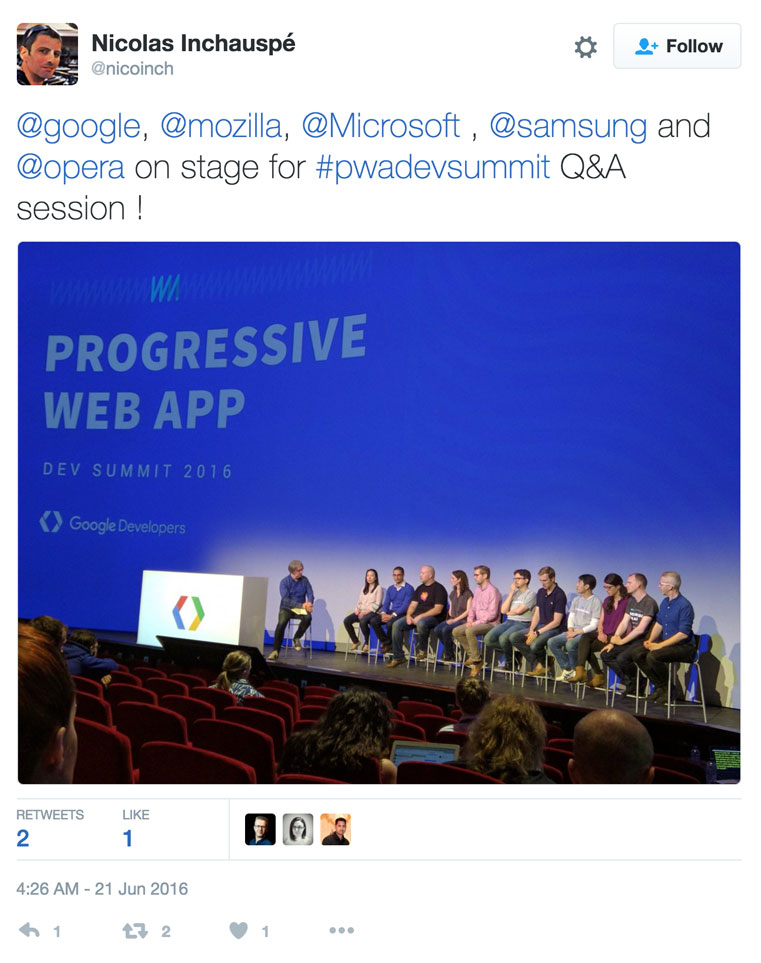 Nicolas Inchauspé
@nicoinch
Follow
@google, @mozilla, @Microsoft , @samsung and
@opera on stage for #pwadevsummit Q&A
session !
PROGRESSIVE
WEB APP
DEV SUMMIT 2016
Google Developers
RETWEETS
LIKE
2
1
4:26 AM - 21 Jun 2016
1
2
1